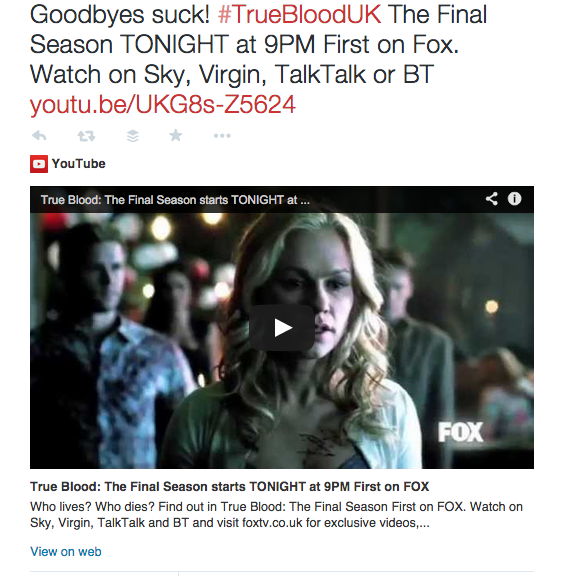 Goodbyes suck! #TrueBloodUK The Final
Season TONIGHT at 9PM First on Fox.
Watch on Sky, Virgin, TalkTalk or BT
youtu.be/UKG8s-Z5624
YouTube
True Blood: The Final Season starts TONIGHT at ...
FOX
True Blood: The Final Season starts TONIGHT at 9PM First on FOX
Who lives? Who dies? Find out in True Blood: The Final Season First on FOX. Watch on
Sky, Virgin, TalkTalk and BT and visit foxtv.co.uk for exclusive videos,...
View on web